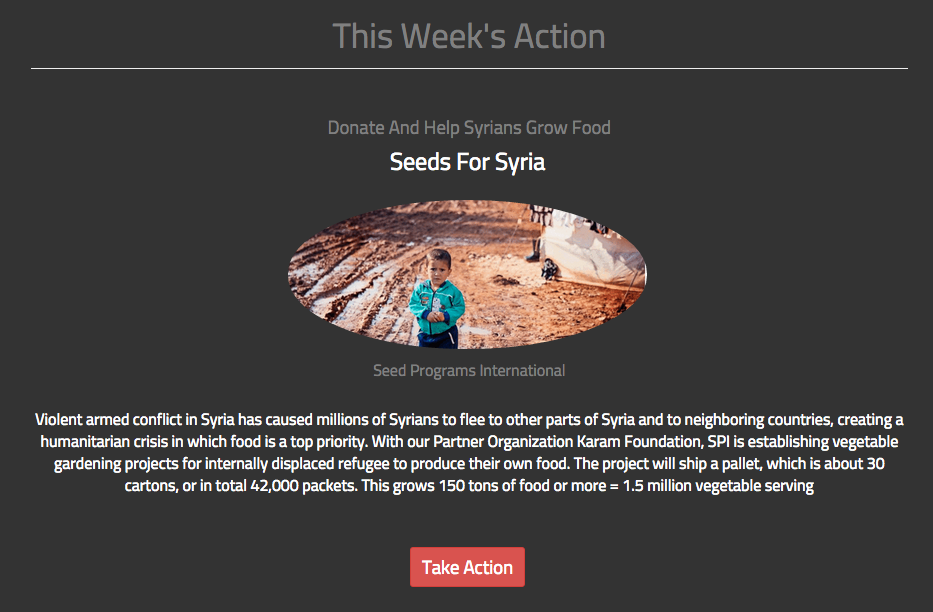 This Week's Action
Donate And Help Syrians Grow Food
Seeds For Syria
Seed Programs International
Violent armed conflict in Syria has caused millions of Syrians to flee to other parts of Syria and to neighboring countries, creating a
humanitarian crisis in which food is a top priority. With our Partner Organization Karam Foundation, SPI is establishing vegetable
gardening projects for internally displaced refugee to produce their own food. The project will ship a pallet, which is about 30
cartons, or in total 42,000 packets. This grows 150 tons of food or more = 1.5 million vegetable serving
Take Action